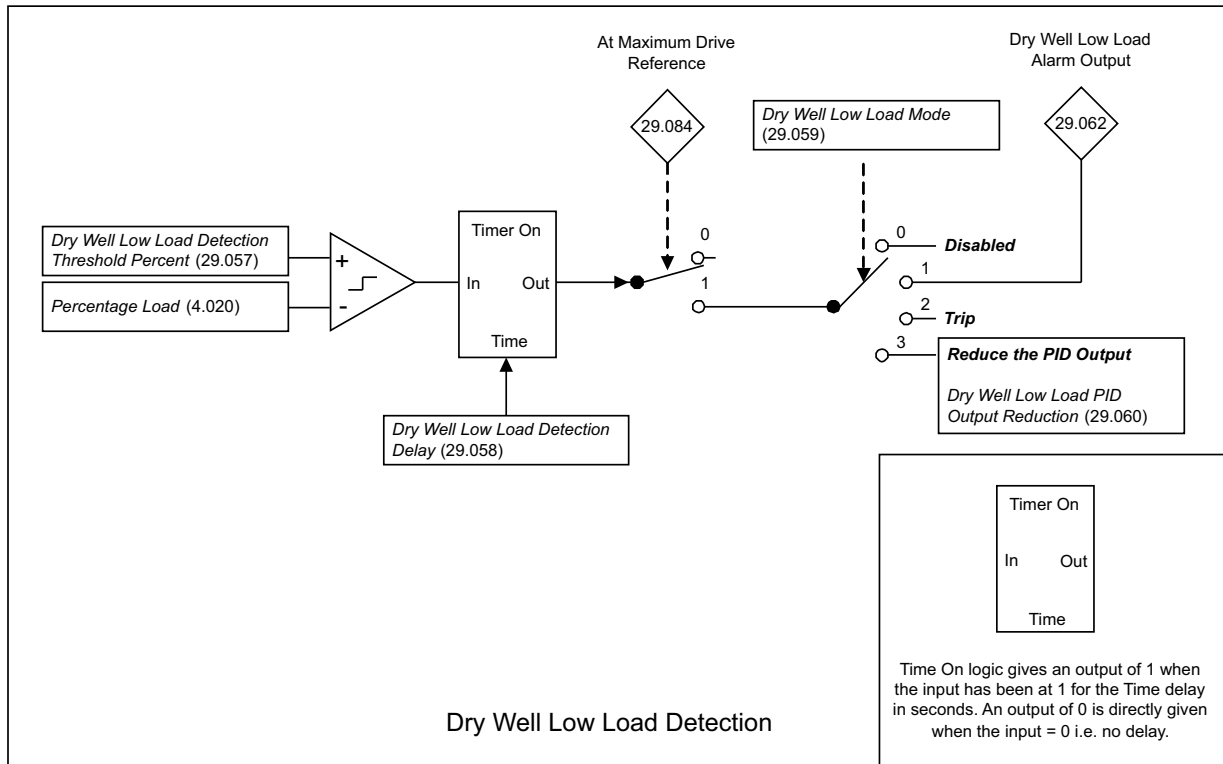 At Maximum Drive
Reference
Dry Well Low Load
Alarm Output
29.084
Dry Well Low Load Mode
(29.059)
29.062
Dry Well Low Load Detection
Threshold Percent (29.057)
+
Percentage Load (4.020)
-
Timer On
In Out
Time
0
1
0
Disabled
1
2
Trip
3
Reduce the PID Output
Dry Well Low Load PID
Output Reduction (29.060)
Dry Well Low Load Detection
Delay (29.058)
Timer On
In Out
Time
Time On logic gives an output of 1 when
the input has been at 1 for the Time delay
in seconds. An output of 0 is directly given
when the input = 0 i.e. no delay.
Dry Well Low Load Detection